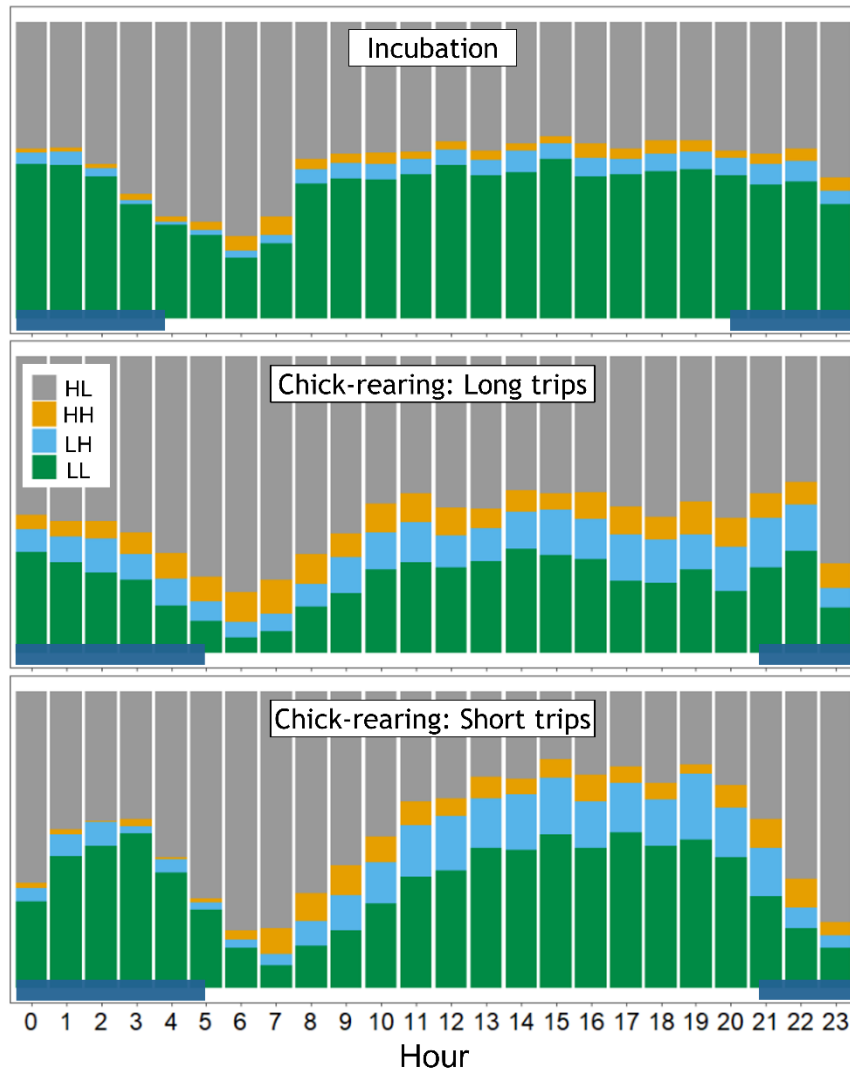 Incubation
Chick-rearing: Long trips
HL
HH
LH
LL
Chick-rearing: Short trips
0 1 2 3 4 5 6 7 8 9 10 11 12 13 14 15 16 17 18 19 20 21 22 23
Hour